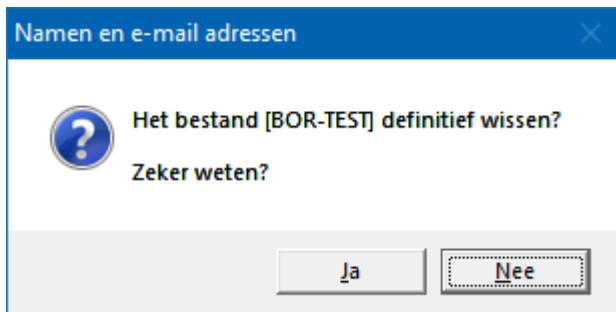 Namen en e-mail adressen
Het bestand [BOR-TEST] definitief wissen?
Zeker weten?
Ja
Nee